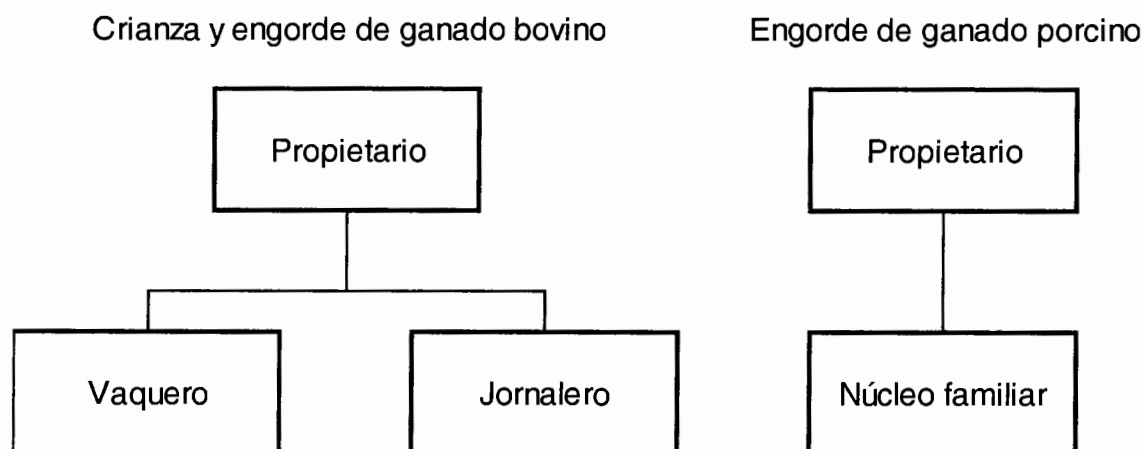 Crianza y engorde de ganado bovino
Engorde de ganado porcino
Propietario
Propietario
Vaquero
Jornalero
Núcleo familiar